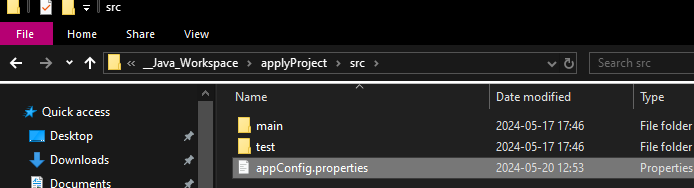 src
File
Home
Share
View
__Java_Workspace
applyProject
src
Search src
Quick access
Desktop
Downloads
Documents
Name
Date modified
Type
main
2024-05-17 17:46
File folder
test
2024-05-17 17:46
File folder
appConfig.properties
2024-05-20 12:53
Properties